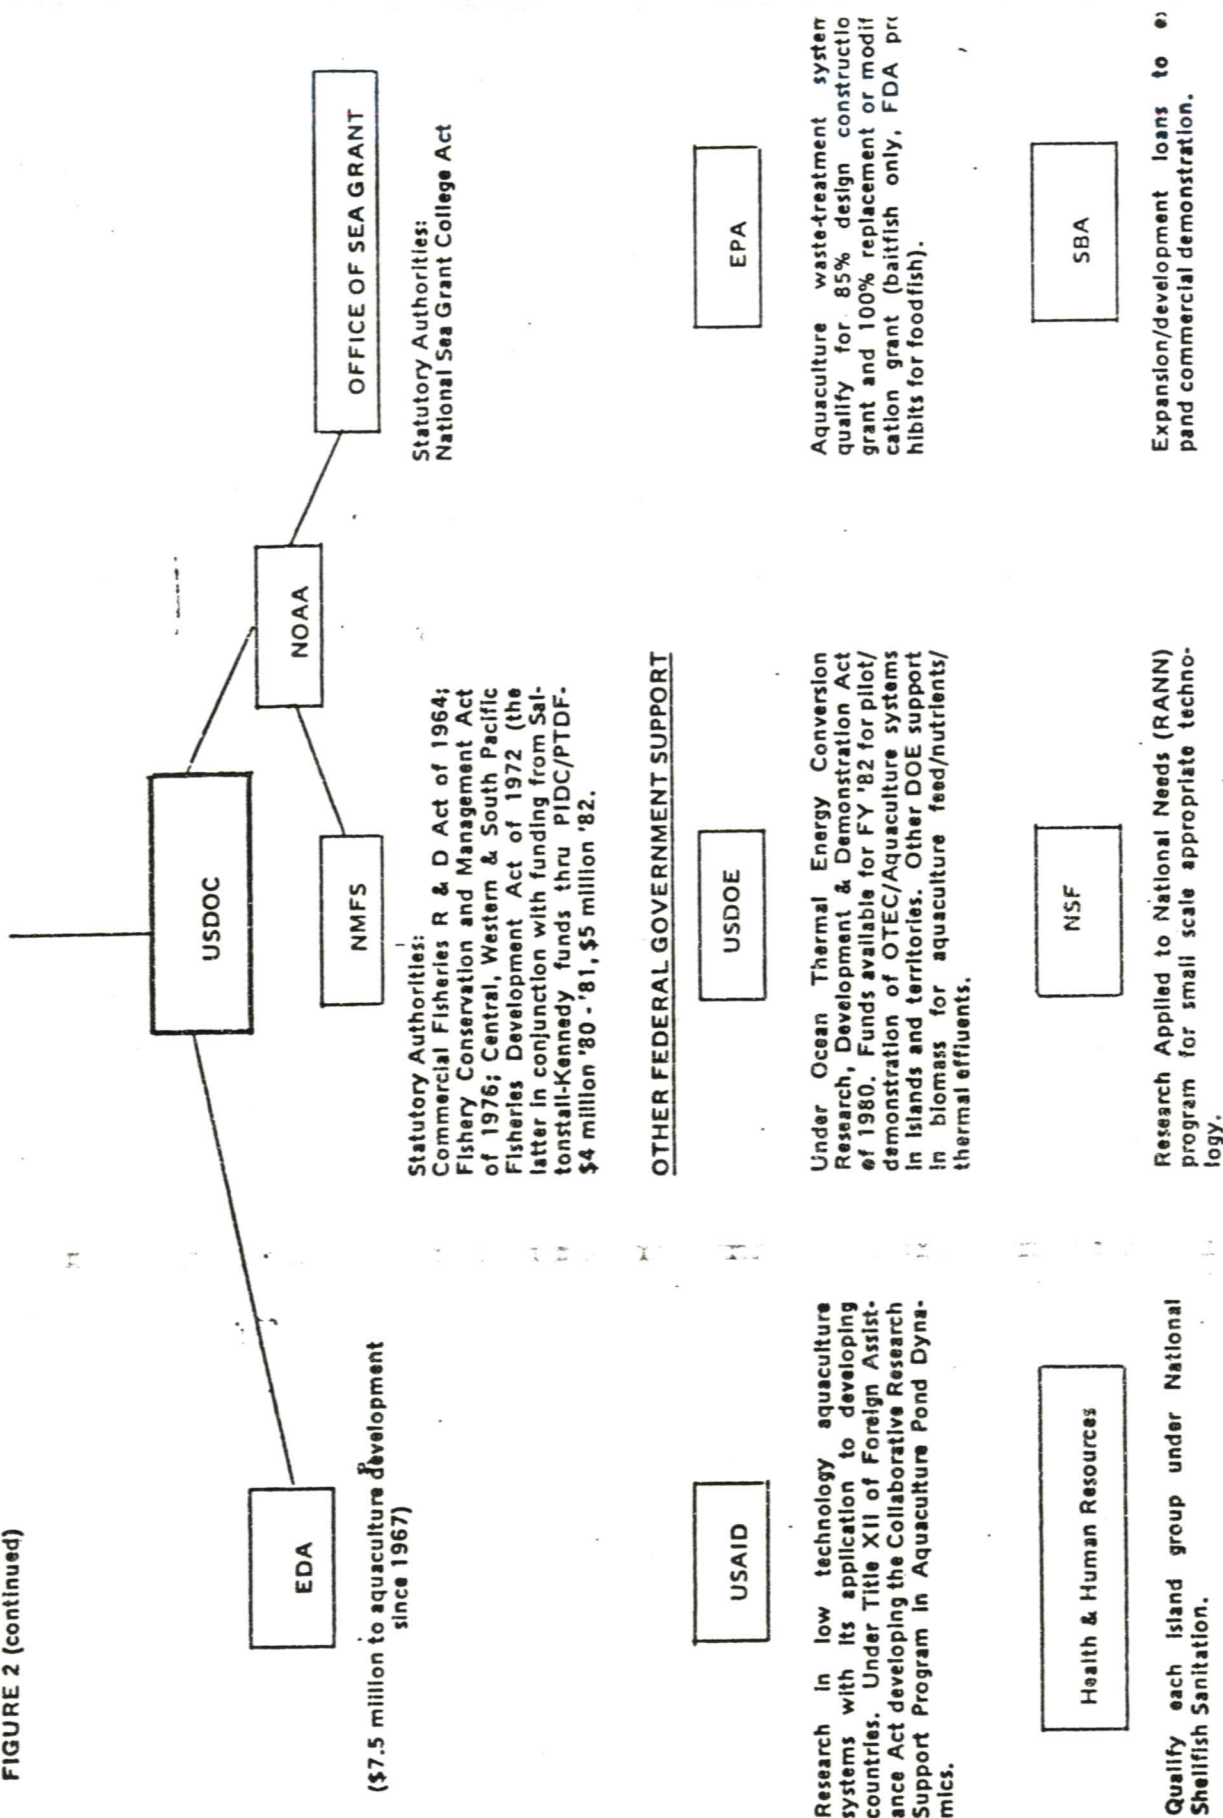 FIGURE 2 (continued)
USDOC
EDA
($7.5 million to aquaculture development
since 1967)
NOAA
NMFS
Statutory Authorities:
Commercial Fisheries R & D Act of 1964;
Fishery Conservation and Management Act
of 1976; Central, Western & South Pacific
Fisheries Development Act of 1972 (the
latter in conjunction with funding from Sal-
tonstall-Kennedy funds thru PIDC/PTDF-
$4 million '80 - '81, $5 million '82.
OFFICE OF SEA GRANT
Statutory Authorities:
National Sea Grant College Act
OTHER FEDERAL GOVERNMENT SUPPORT
USAID
Research in low technology aquaculture
systems with its application to developing
countries. Under Title XII of Foreign Assist-
ance Act developing the Collaborative Research
Support Program in Aquaculture Pond Dyna-
mics.
USDOE
Under Ocean Thermal Energy Conversion
Research, Development & Demonstration Act
of 1980. Funds available for FY '82 for pilot/
demonstration of OTEC/Aquaculture systems
in islands and territories. Other DOE support
in biomass for aquaculture feed/nutrients/
thermal effluents.
EPA
Aquaculture waste-treatment system
qualify for 85% design constructio
grant and 100% replacement or modif
cation grant (baitfish only, FDA pro
hibits for foodfish).
Health & Human Resources
Qualify each island group under National
Shellfish Sanitation.
NSF
Research Applied to National Needs (RANN)
program for small scale appropriate techno-
logy.
SBA
Expansion/development loans to ex
pand commercial demonstration.